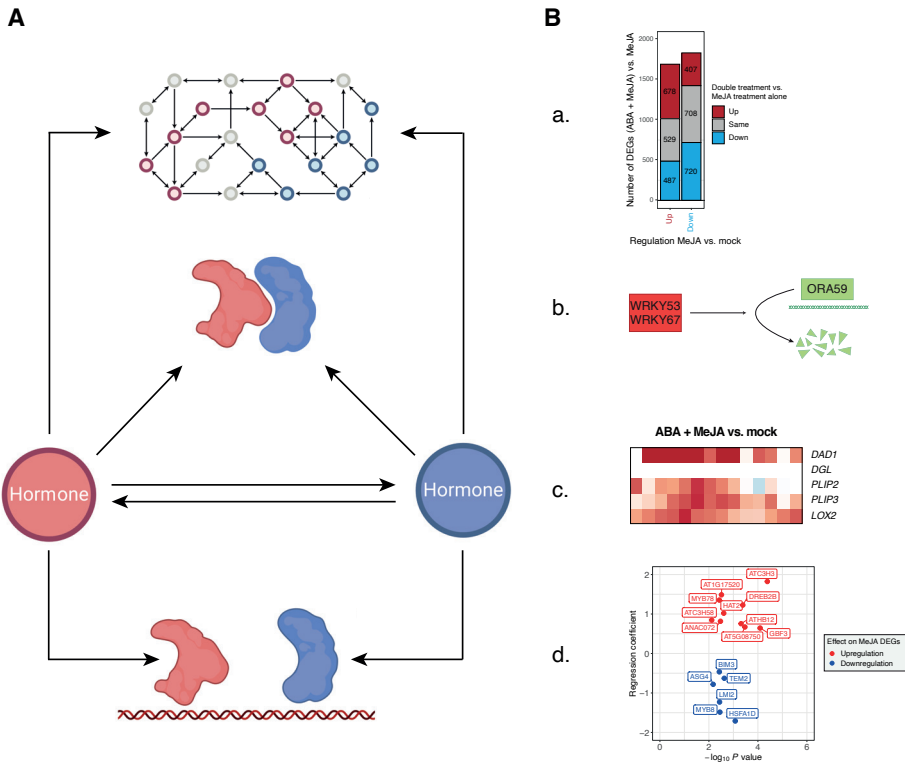 A
Hormone
Hormone
B
a.
Number of DEGs (ABA + MeJA) vs. MeJA
2000
1500
1000
500
0
678
529
487
407
708
720
Up
Down
Regulation MeJA vs. mock
Double treatment vs.
MeJA treatment alone
Up
Same
Down
b.
WRKY53
WRKY67
ORA59
c.
ABA + MeJA vs. mock
DAD1
DGL
PLIP2
PLIP3
LOX2
d.
Regression coefficient
2
1
0
−1
−2
ATC3H3
AT1G17520
MYB78
DREB2B
HAT2
ATC3H58
ATHB12
ANAC072
AT5G08750
GBF3
BIM3
ASG4
TEM2
LMI2
MYB8
HSFA1D
0
2
4
6
−log₁₀ P value
Effect on MeJA DEGs
Upregulation
Downregulation